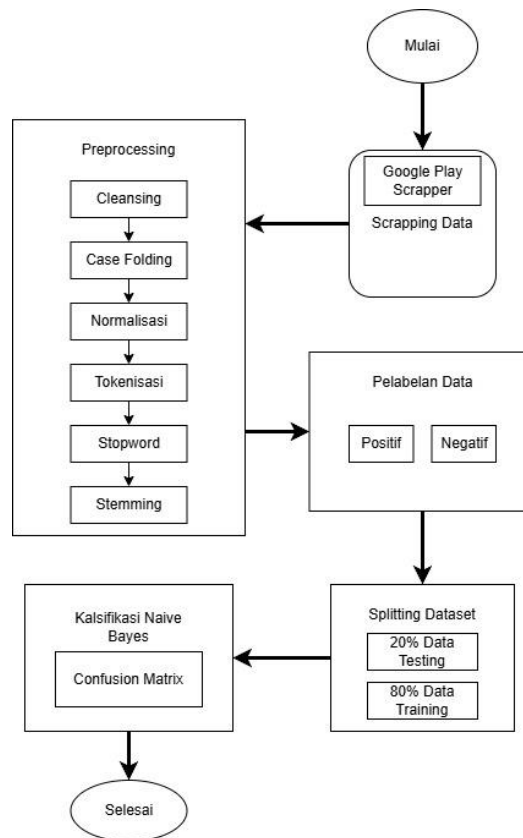 Mulai
Google Play
Scrapper
Scrapping Data
Preprocessing
Cleansing
Case Folding
Normalisasi
Tokenisasi
Stopword
Stemming
Pelabelan Data
Positif
Negatif
Splitting Dataset
20% Data
Testing
80% Data
Training
Kalsifikasi Naive
Bayes
Confusion Matrix
Selesai